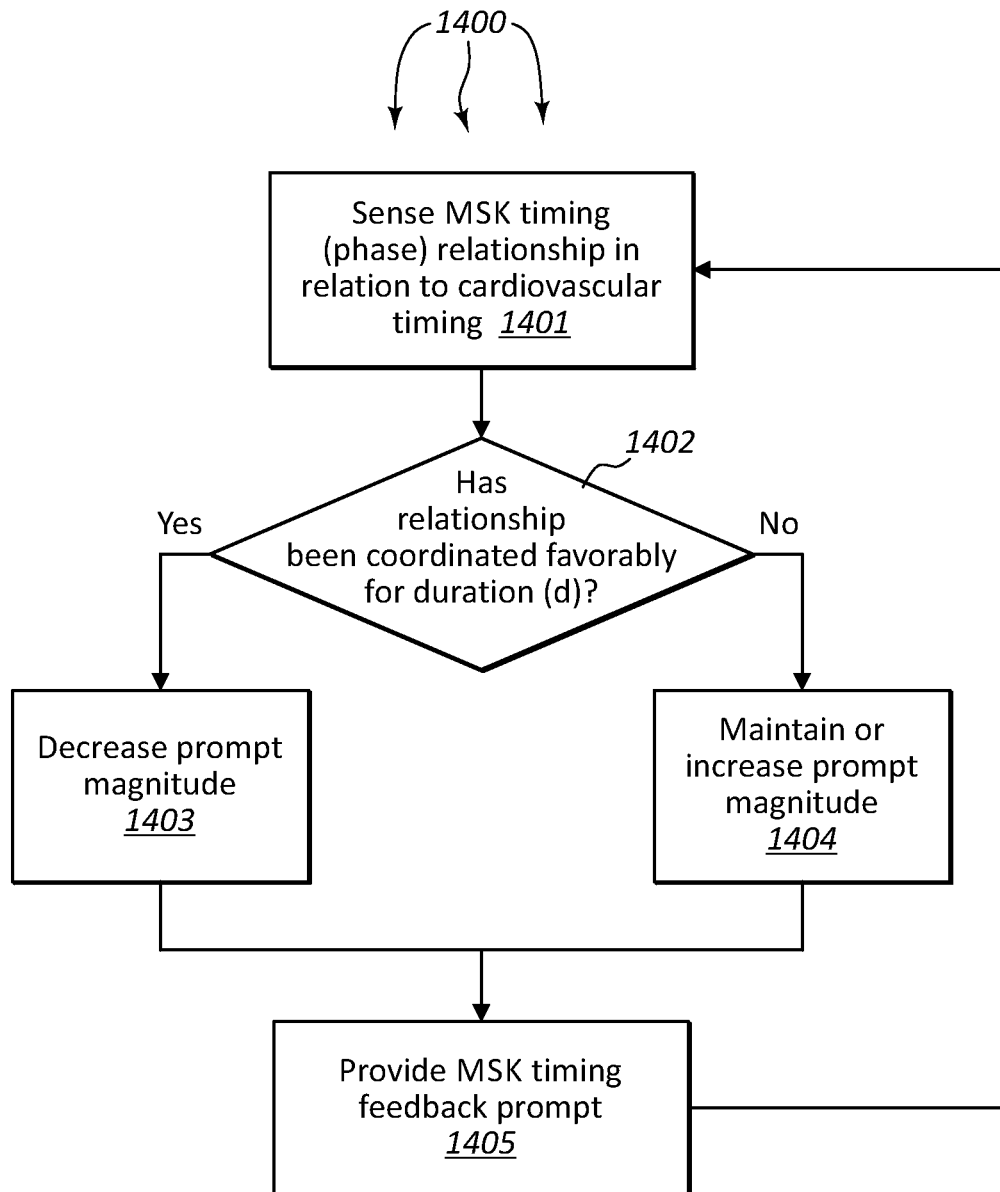 1400
Sense MSK timing
(phase) relationship in
relation to cardiovascular
timing 1401
1402
Has
relationship
been coordinated favorably
for duration (d)?
Yes
No
Decrease prompt
magnitude
1403
Maintain or
increase prompt
magnitude
1404
Provide MSK timing
feedback prompt
1405